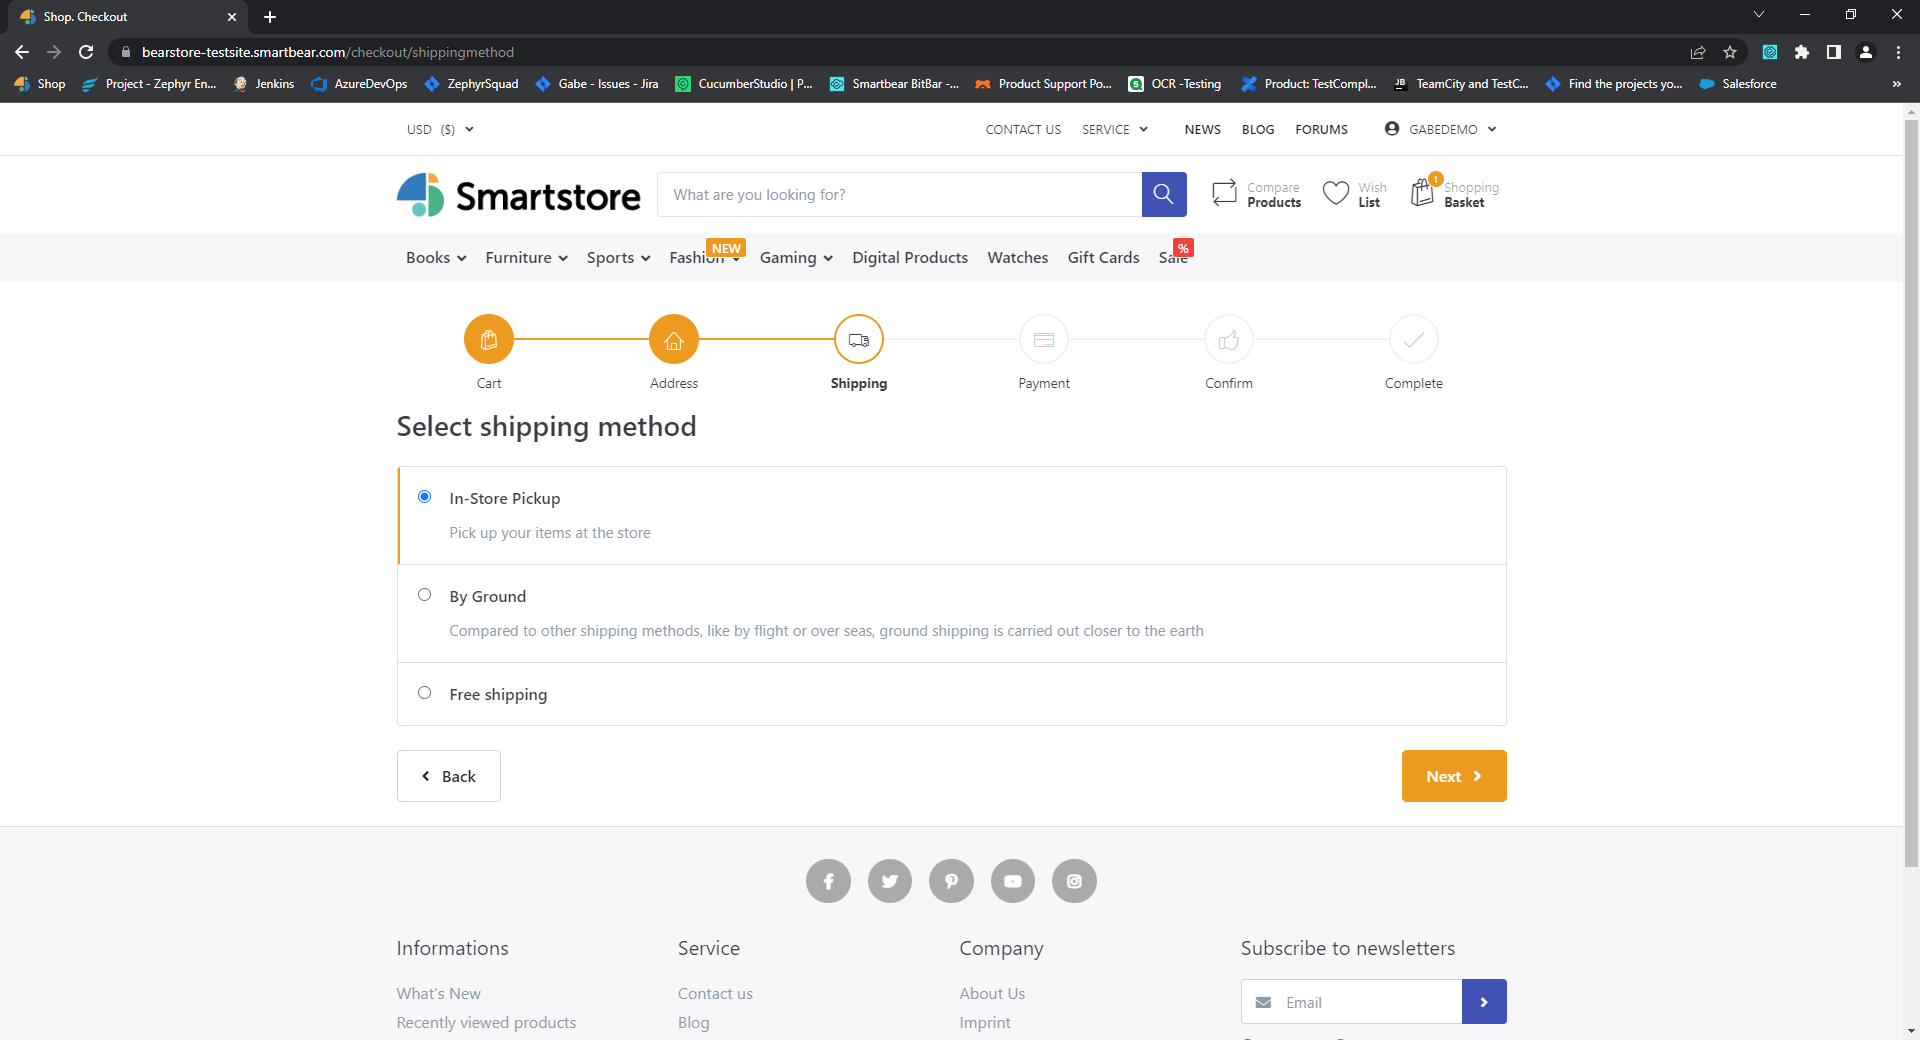 Shop. Checkout
bearstore-testsite.smartbear.com/checkout/shippingmethod
Shop Project - Zephyr En... Jenkins AzureDevOps ZephyrSquad Gabe - Issues - Jira CucumberStudio | P... Smartbear BitBar -... Product Support Po... OCR -Testing Product: TestCompl... TeamCity and TestC... Find the projects yo... Salesforce »
USD ($) CONTACT US SERVICE NEWS BLOG FORUMS GABEDEMO
Smartstore
What are you looking for?
Compare
Products
Wish
List
1
Shopping
Basket
Books Furniture Sports Fashion NEW Gaming Digital Products Watches Gift Cards Sale %
Cart Address Shipping Payment Confirm Complete
Select shipping method
In-Store Pickup
Pick up your items at the store
By Ground
Compared to other shipping methods, like by flight or over seas, ground shipping is carried out closer to the earth
Free shipping
Back Next
Informations Service Company Subscribe to newsletters
What's New Contact us About Us Email
Recently viewed products Blog Imprint